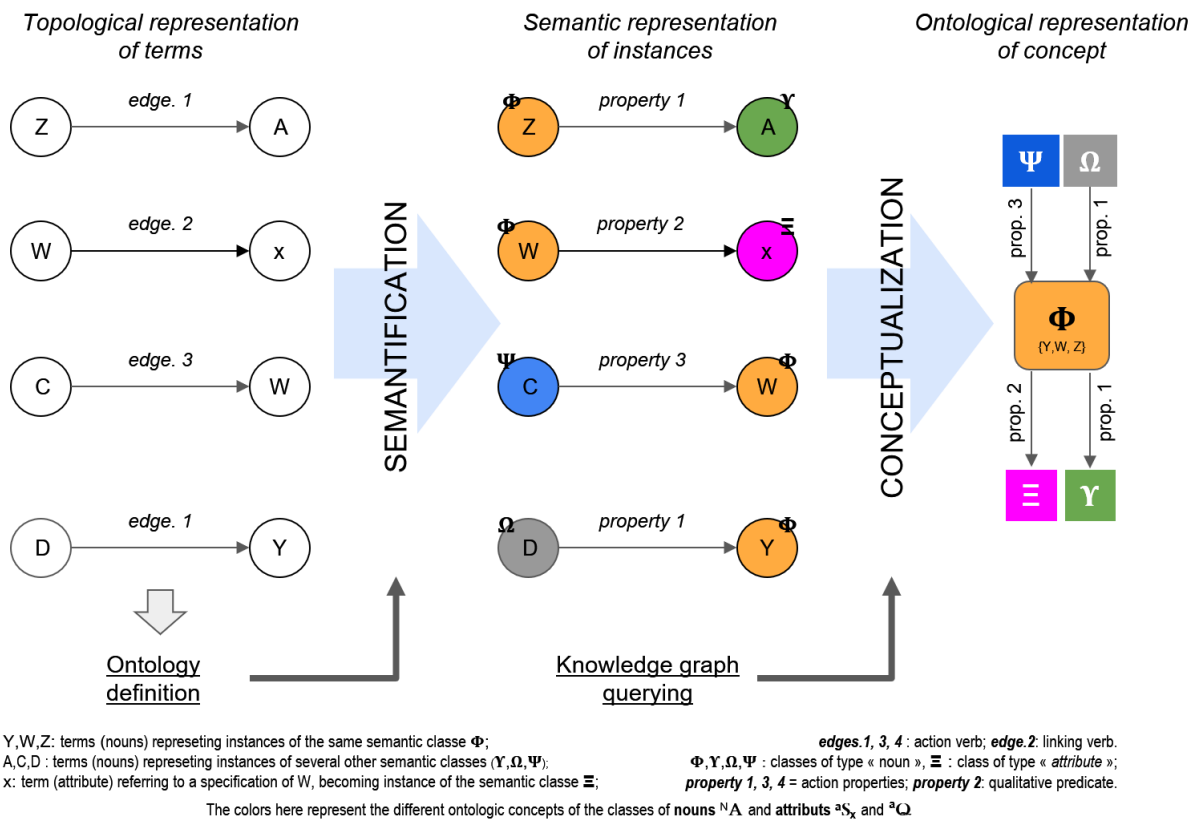 Topological representation
of terms
Semantic representation
of instances
Ontological representation
of concept
Z
edge. 1
A
Φ
Z
property 1
ϒ
A
W
edge. 2
x
Φ
W
property 2
Ξ
x
C
edge. 3
W
Ψ
C
property 3
Φ
W
D
edge. 1
Y
Ω
D
property 1
Φ
Y
SEMANTIFICATION
CONCEPTUALIZATION
Ψ
Ω
prop. 3
prop. 1
Φ
{Y,W, Z}
prop. 2
prop. 1
Ξ
ϒ
Ontology
definition
Knowledge graph
querying
Y,W,Z: terms (nouns) represeting instances of the same semantic classe Φ;
A,C,D : terms (nouns) represeting instances of several other semantic classes (ϒ,Ω,Ψ);
x: term (attribute) referring to a specification of W, becoming instance of the semantic classe Ξ;
edges.1, 3, 4 : action verb; edge.2: linking verb.
Φ,ϒ,Ω,Ψ : classes of type « noun », Ξ : class of type « attribute »;
property 1, 3, 4 = action properties; property 2: qualitative predicate.
The colors here represent the different ontologic concepts of the classes of nouns ᴺA and attributs ᵃSₓ and ᵃQ